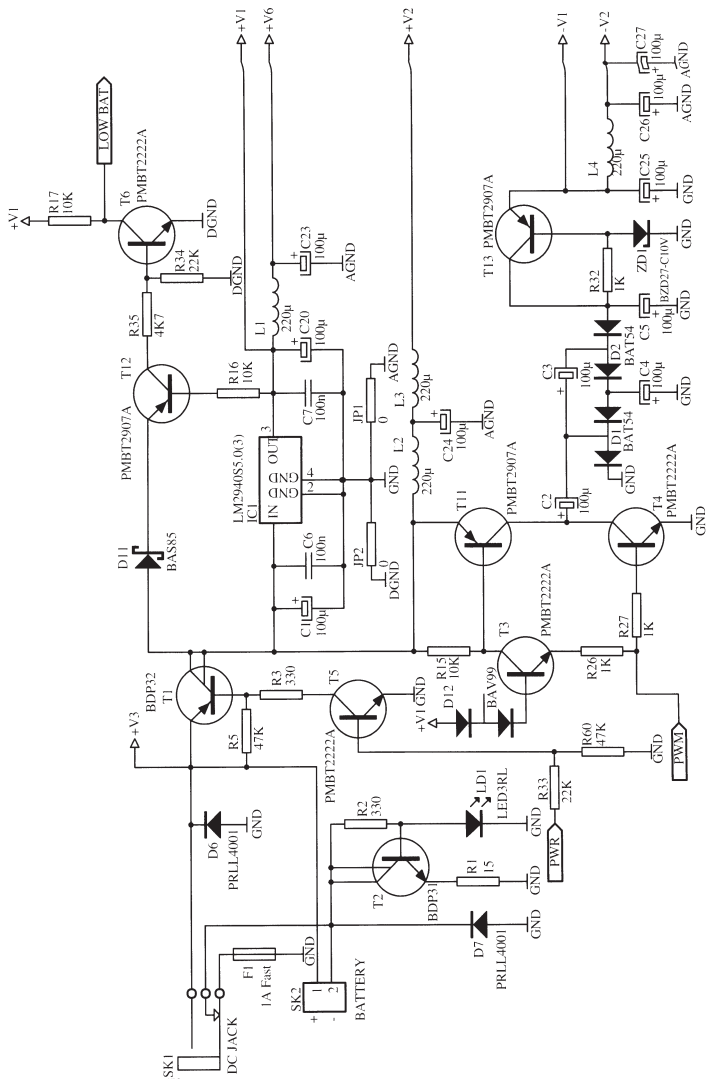 +V1
R17
10K
LOW BAT
T6
PMBT2222A
DGND
R34
22K
DGND
R35
4K7
T12
PMBT2907A
R16
10K
D11
BAS85
+V1
+V6
L1
220µ
C23
100µ
AGND
C20
100µ
C7
100n
LM2940S5.0(3)
IC1
IN
OUT
3
GND
GND
2
4
C6
100n
C1
100µ
JP1
0
AGND
GND
JP2
0
DGND
+V2
L3
220µ
L2
220µ
C24
100µ
AGND
T11
PMBT2907A
-V1
-V2
C27
100µ
AGND
C26
100µ
AGND
L4
220µ
C25
100µ
GND
T13
PMBT2907A
ZD1
BZD27-C10V
GND
R32
1K
C5
100µ
GND
D2
BAT54
C3
100µ
C4
100µ
GND
D1
BAT54
GND
C2
100µ
T4
PMBT2222A
GND
R27
1K
R26
1K
T3
PMBT2222A
R15
10K
BAV99
D12
+V1
PWM
BDP32
T1
+V3
R5
47K
R3
330
T5
PMBT2222A
GND
R60
47K
GND
R33
22K
PWR
D6
PRLL4001
GND
R2
330
LD1
LED3RL
GND
T2
BDP31
R1
15
GND
D7
PRLL4001
GND
SK1
DC JACK
F1
1A Fast
GND
SK2
+
-
1
2
BATTERY